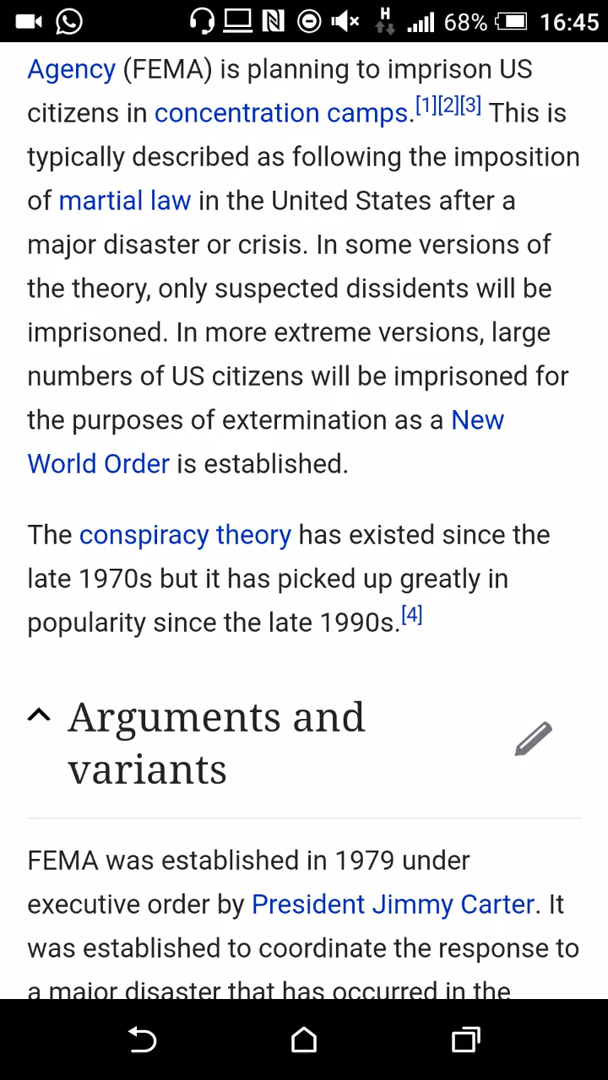 H 68% 16:45
Agency (FEMA) is planning to imprison US
citizens in concentration camps.[1][2][3] This is
typically described as following the imposition
of martial law in the United States after a
major disaster or crisis. In some versions of
the theory, only suspected dissidents will be
imprisoned. In more extreme versions, large
numbers of US citizens will be imprisoned for
the purposes of extermination as a New
World Order is established.
The conspiracy theory has existed since the
late 1970s but it has picked up greatly in
popularity since the late 1990s.[4]
Arguments and
variants
FEMA was established in 1979 under
executive order by President Jimmy Carter. It
was established to coordinate the response to
a major disaster that has occurred in the